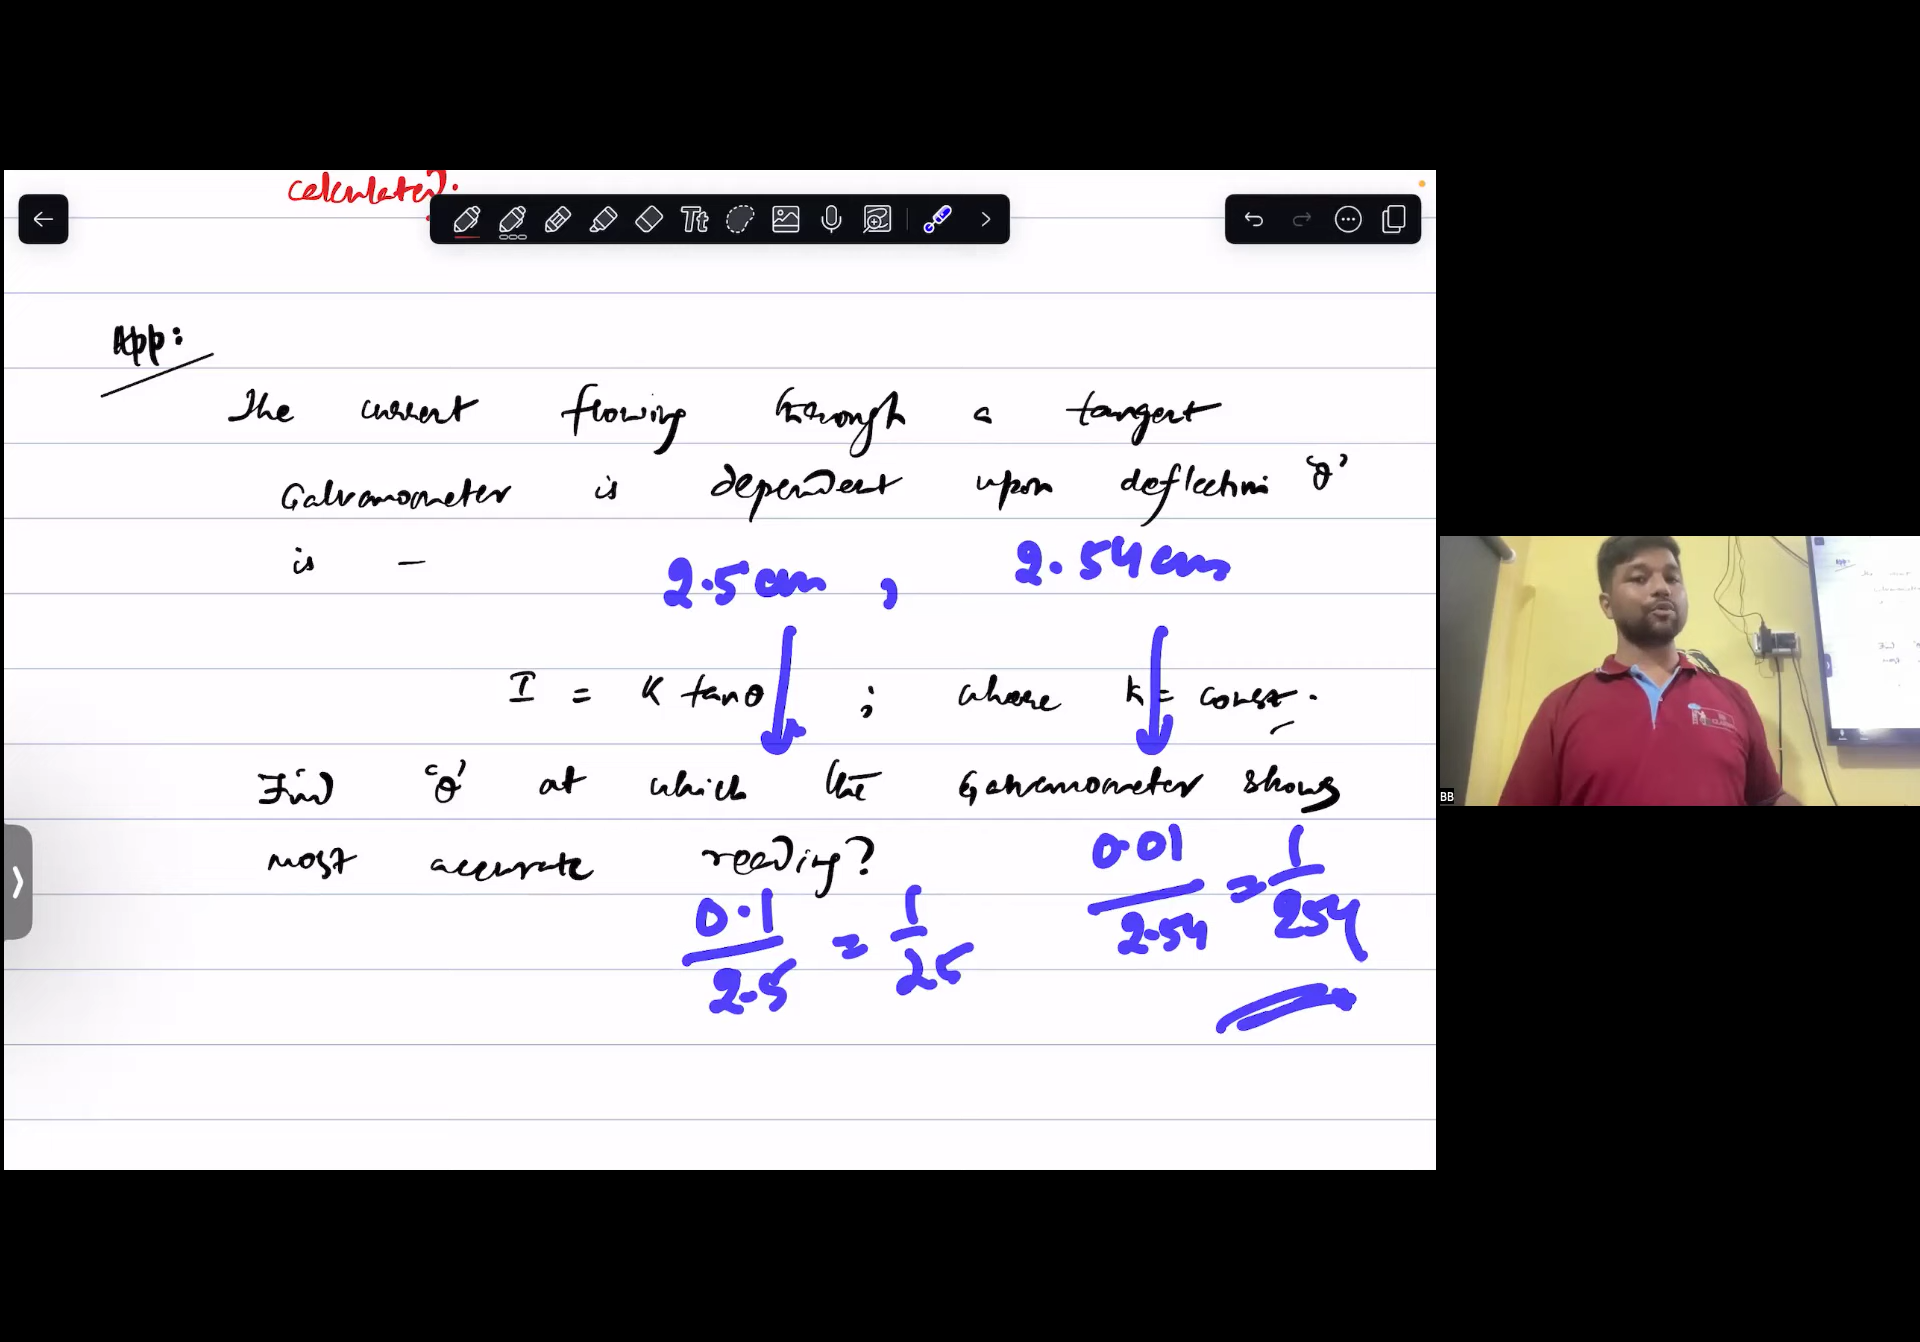 calculated.
Tt
App:
The current flowing through a tangent
Galvanometer is dependent upon deflection 'θ'
is —
2.5 cm , 2.54 cm
I = K tanθ ; where k = const.
Find 'θ' at which the Galvanometer shows
most accurate reading?
0.1/2.5 = 1/25
0.01/2.54 = 1/254
BB